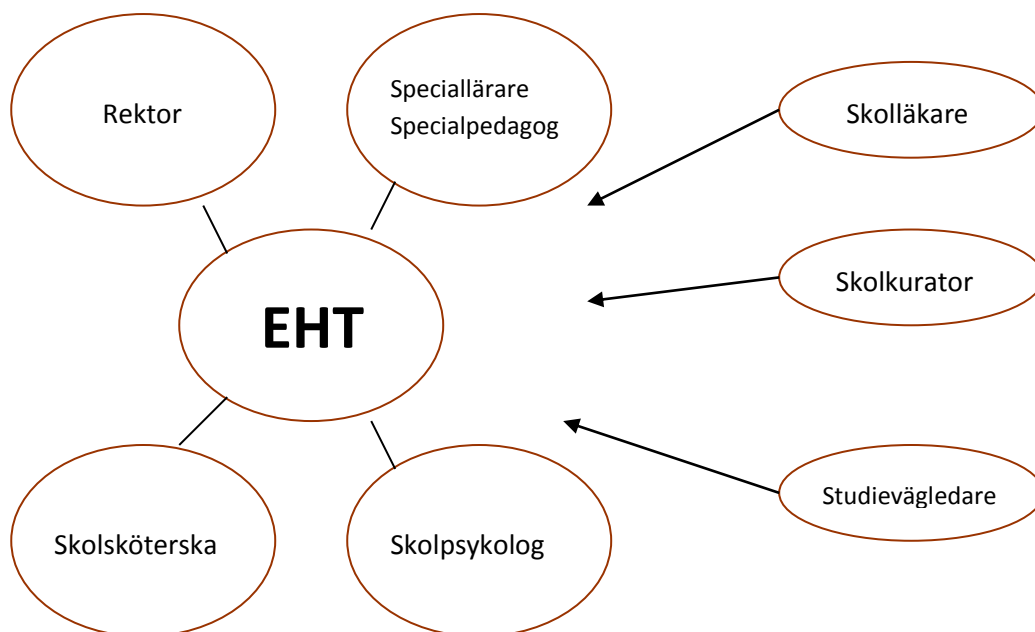 Rektor
Speciallärare
Specialpedagog
Skolläkare
EHT
Skolkurator
Skolsköterska
Skolpsykolog
Studievägledare